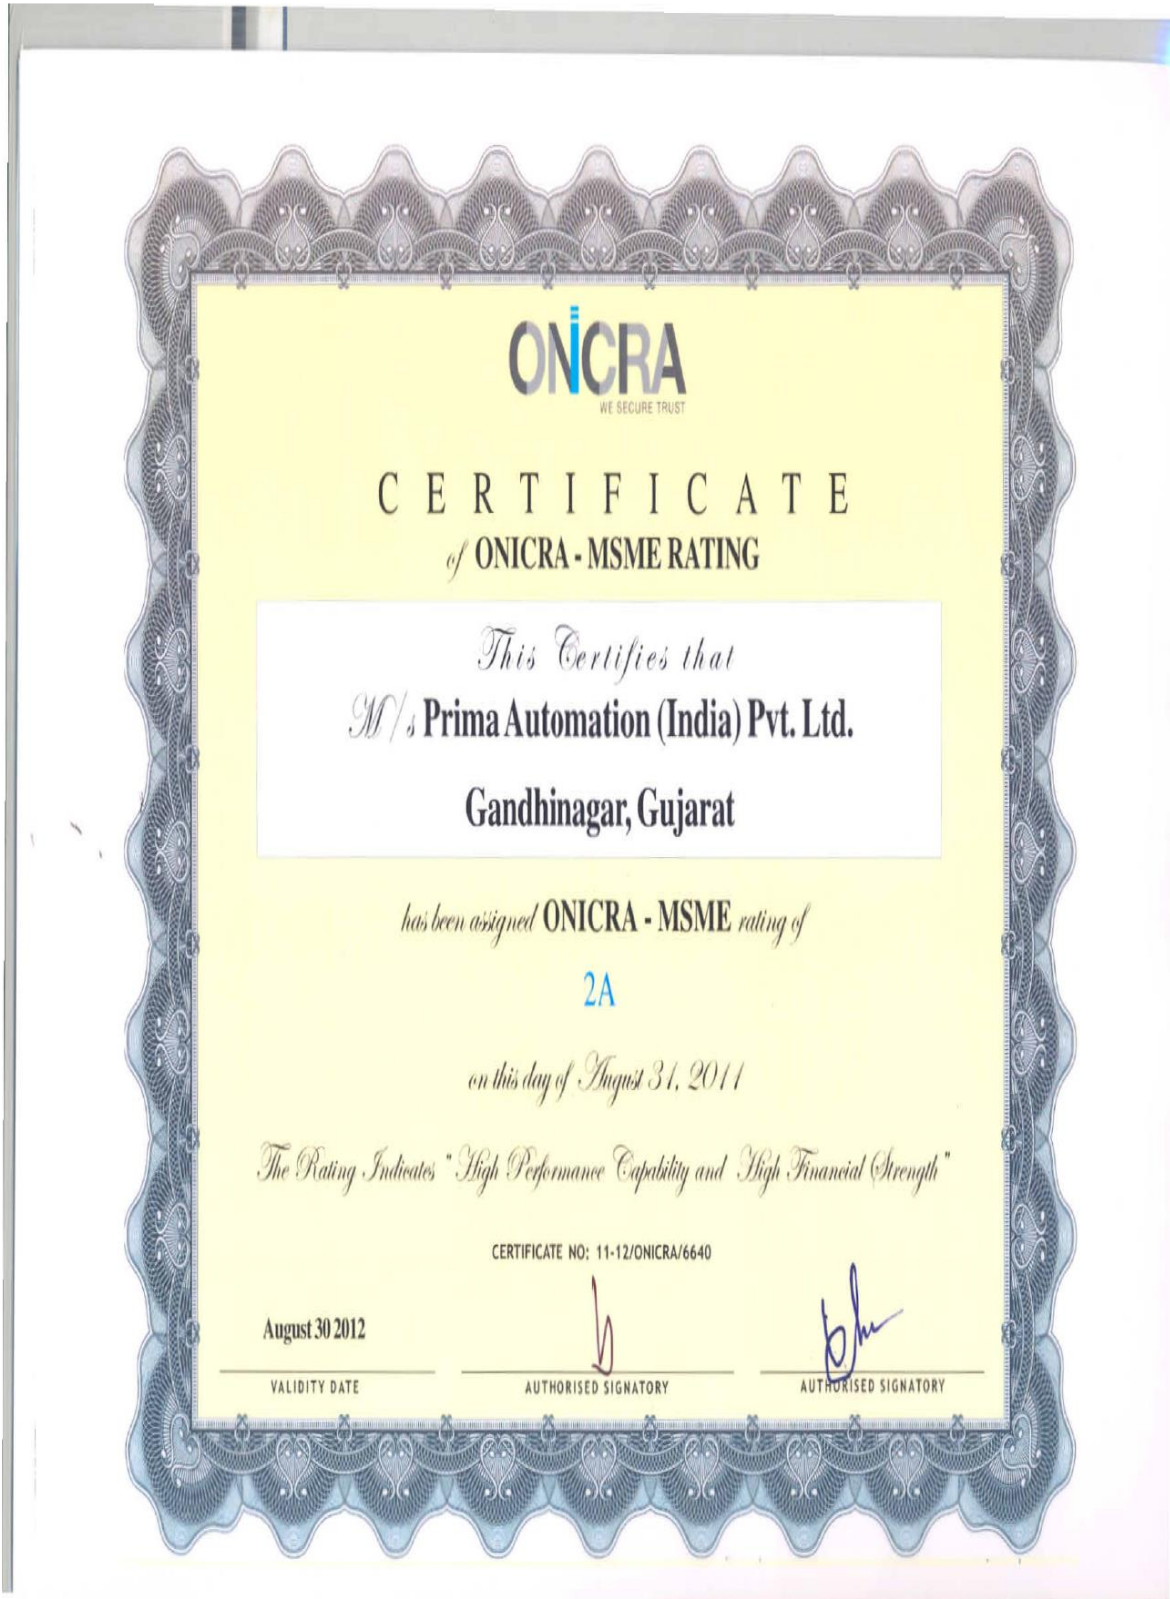 ONICRA
WE SECURE TRUST
CERTIFICATE
of ONICRA - MSME RATING
This Certifies that
M/s Prima Automation (India) Pvt. Ltd.
Gandhinagar, Gujarat
has been assigned ONICRA - MSME rating of
2A
on this day of August 31, 2011
The Rating Indicates " High Performance Capability and High Financial Strength "
CERTIFICATE NO: 11-12/ONICRA/6640
August 30 2012
VALIDITY DATE AUTHORISED SIGNATORY AUTHORISED SIGNATORY